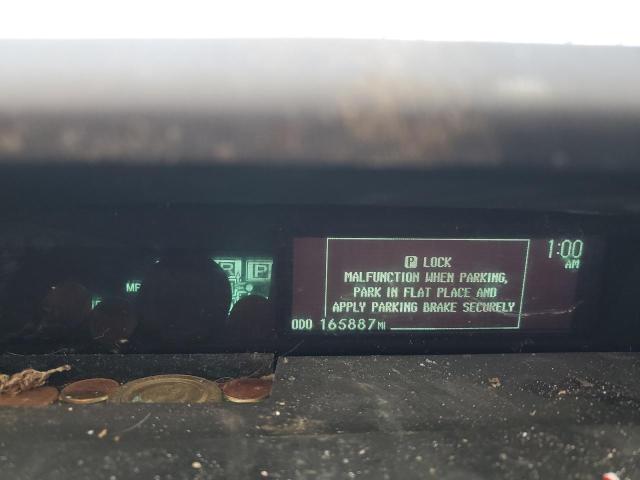 R P
1:00
AM
P LOCK
MALFUNCTION WHEN PARKING,
PARK IN FLAT PLACE AND
APPLY PARKING BRAKE SECURELY
ODO 165887 MI